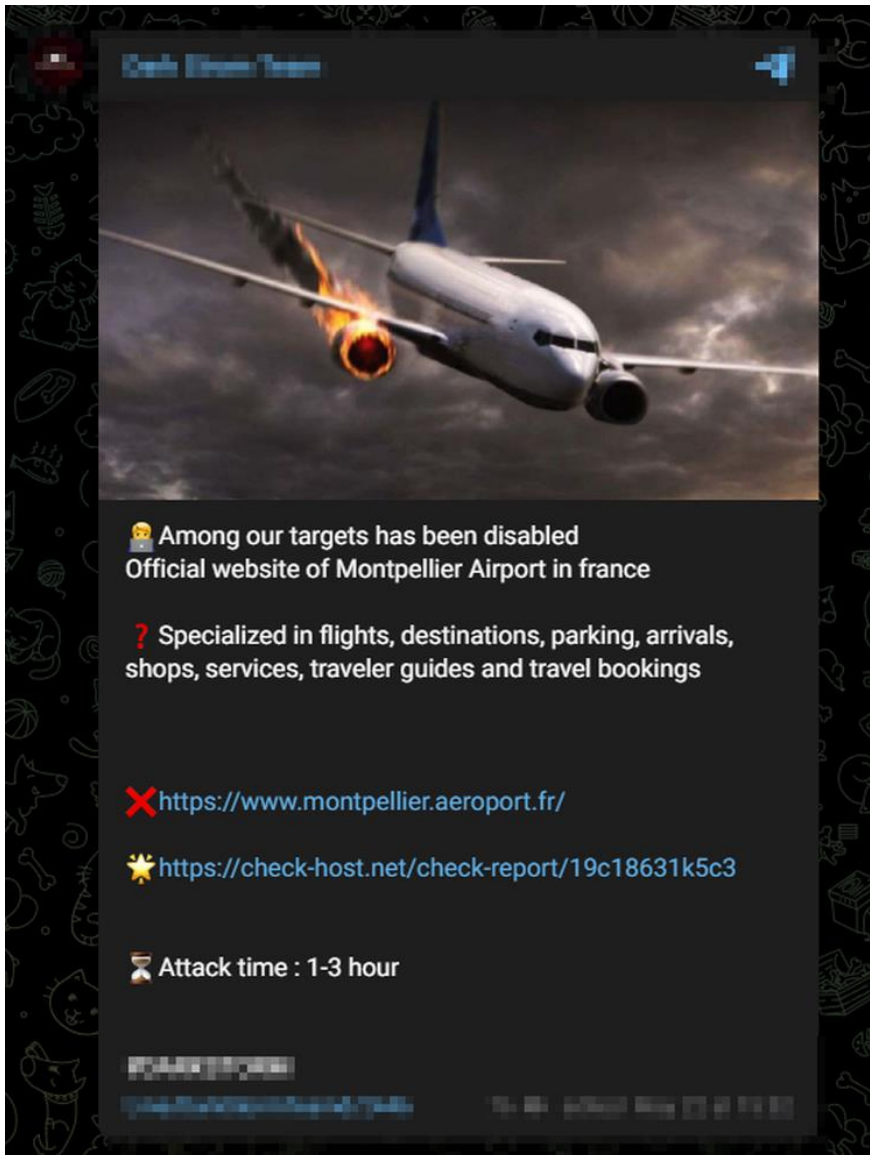 Among our targets has been disabled
Official website of Montpellier Airport in france
Specialized in flights, destinations, parking, arrivals,
shops, services, traveler guides and travel bookings
https://www.montpellier.aeroport.fr/
https://check-host.net/check-report/19c18631k5c3
Attack time : 1-3 hour